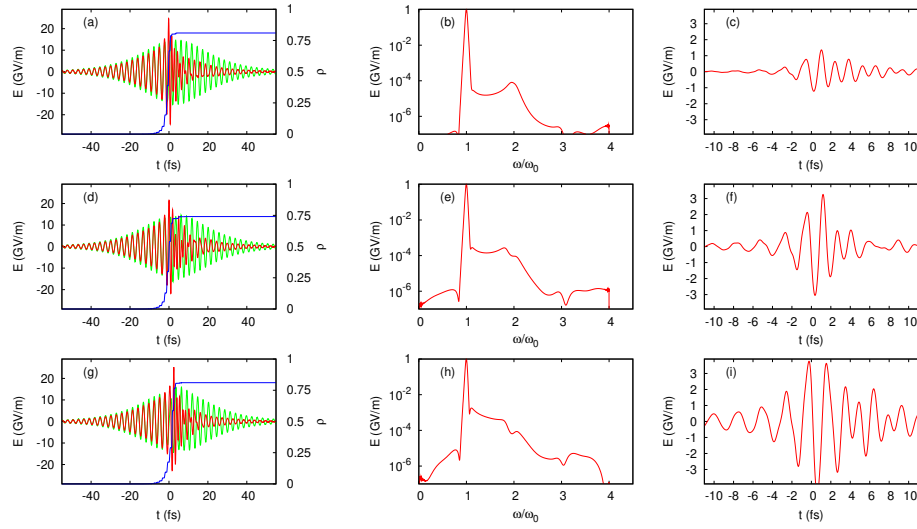 (a)
E (GV/m)
20
10
0
-10
-20
1
0.75
0.5
0.25
0
ρ
-40 -20 0 20 40
t (fs)
(b)
E (GV/m)
1
10-2
10-4
10-6
0 1 2 3 4
ω/ω0
(c)
E (GV/m)
3
2
1
0
-1
-2
-3
-10 -8 -6 -4 -2 0 2 4 6 8 10
t (fs)
(d)
E (GV/m)
20
10
0
-10
-20
1
0.75
0.5
0.25
0
ρ
-40 -20 0 20 40
t (fs)
(e)
E (GV/m)
1
10-2
10-4
10-6
0 1 2 3 4
ω/ω0
(f)
E (GV/m)
3
2
1
0
-1
-2
-3
-10 -8 -6 -4 -2 0 2 4 6 8 10
t (fs)
(g)
E (GV/m)
20
10
0
-10
-20
1
0.75
0.5
0.25
0
ρ
-40 -20 0 20 40
t (fs)
(h)
E (GV/m)
1
10-2
10-4
10-6
0 1 2 3 4
ω/ω0
(i)
E (GV/m)
3
2
1
0
-1
-2
-3
-10 -8 -6 -4 -2 0 2 4 6 8 10
t (fs)